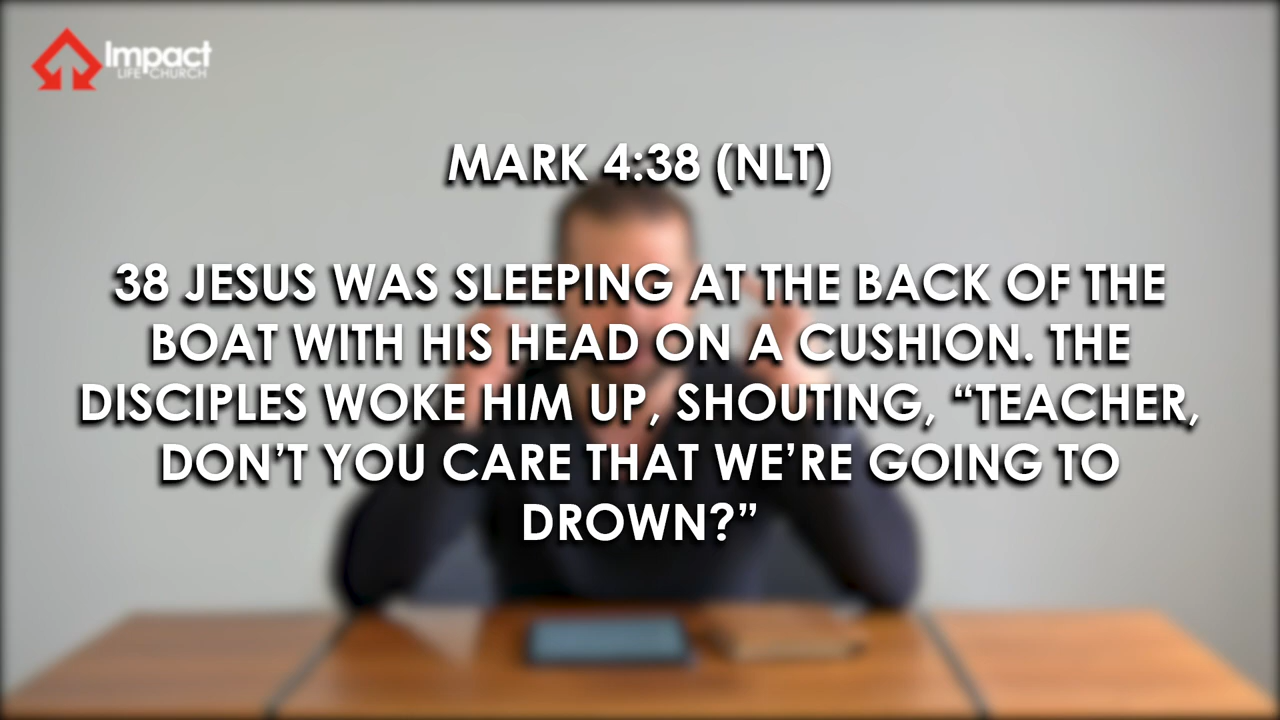 Impact
LIFE CHURCH
MARK 4:38 (NLT)
38 JESUS WAS SLEEPING AT THE BACK OF THE
BOAT WITH HIS HEAD ON A CUSHION. THE
DISCIPLES WOKE HIM UP, SHOUTING, “TEACHER,
DON’T YOU CARE THAT WE’RE GOING TO
DROWN?”